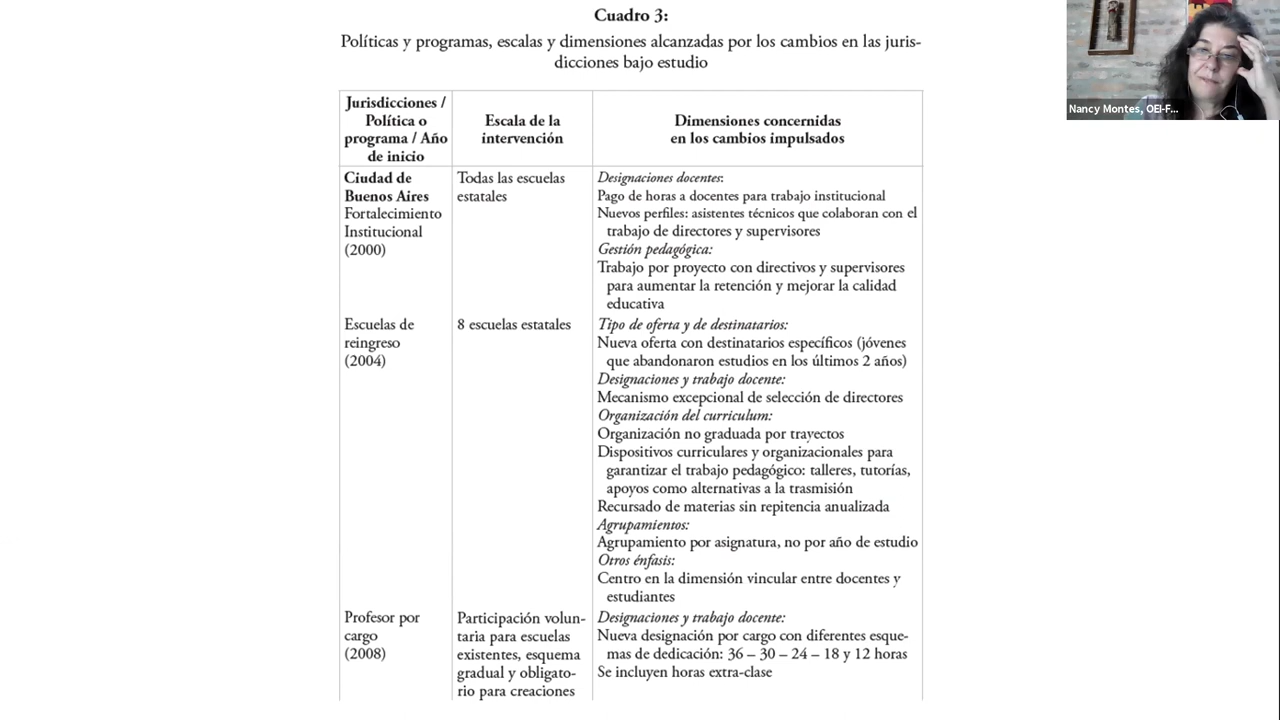 Cuadro 3:
Políticas y programas, escalas y dimensiones alcanzadas por los cambios en las juris-
dicciones bajo estudio
Jurisdicciones /
Política o
programa / Año
de inicio
Escala de la
intervención
Dimensiones concernidas
en los cambios impulsados
Ciudad de
Buenos Aires
Fortalecimiento
Institucional
(2000)
Todas las escuelas
estatales
Designaciones docentes:
Pago de horas a docentes para trabajo institucional
Nuevos perfiles: asistentes técnicos que colaboran con el
trabajo de directores y supervisores
Gestión pedagógica:
Trabajo por proyecto con directivos y supervisores
para aumentar la retención y mejorar la calidad
educativa
Escuelas de
reingreso
(2004)
8 escuelas estatales
Tipo de oferta y de destinatarios:
Nueva oferta con destinatarios específicos (jóvenes
que abandonaron estudios en los últimos 2 años)
Designaciones y trabajo docente:
Mecanismo excepcional de selección de directores
Organización del curriculum:
Organización no graduada por trayectos
Dispositivos curriculares y organizacionales para
garantizar el trabajo pedagógico: talleres, tutorías,
apoyos como alternativas a la trasmisión
Recursado de materias sin repitencia anualizada
Agrupamientos:
Agrupamiento por asignatura, no por año de estudio
Otros énfasis:
Centro en la dimensión vincular entre docentes y
estudiantes
Profesor por
cargo
(2008)
Participación volun-
taria para escuelas
existentes, esquema
gradual y obligato-
rio para creaciones
Designaciones y trabajo docente:
Nueva designación por cargo con diferentes esque-
mas de dedicación: 36 – 30 – 24 – 18 y 12 horas
Se incluyen horas extra-clase
Nancy Montes, OEI-F...